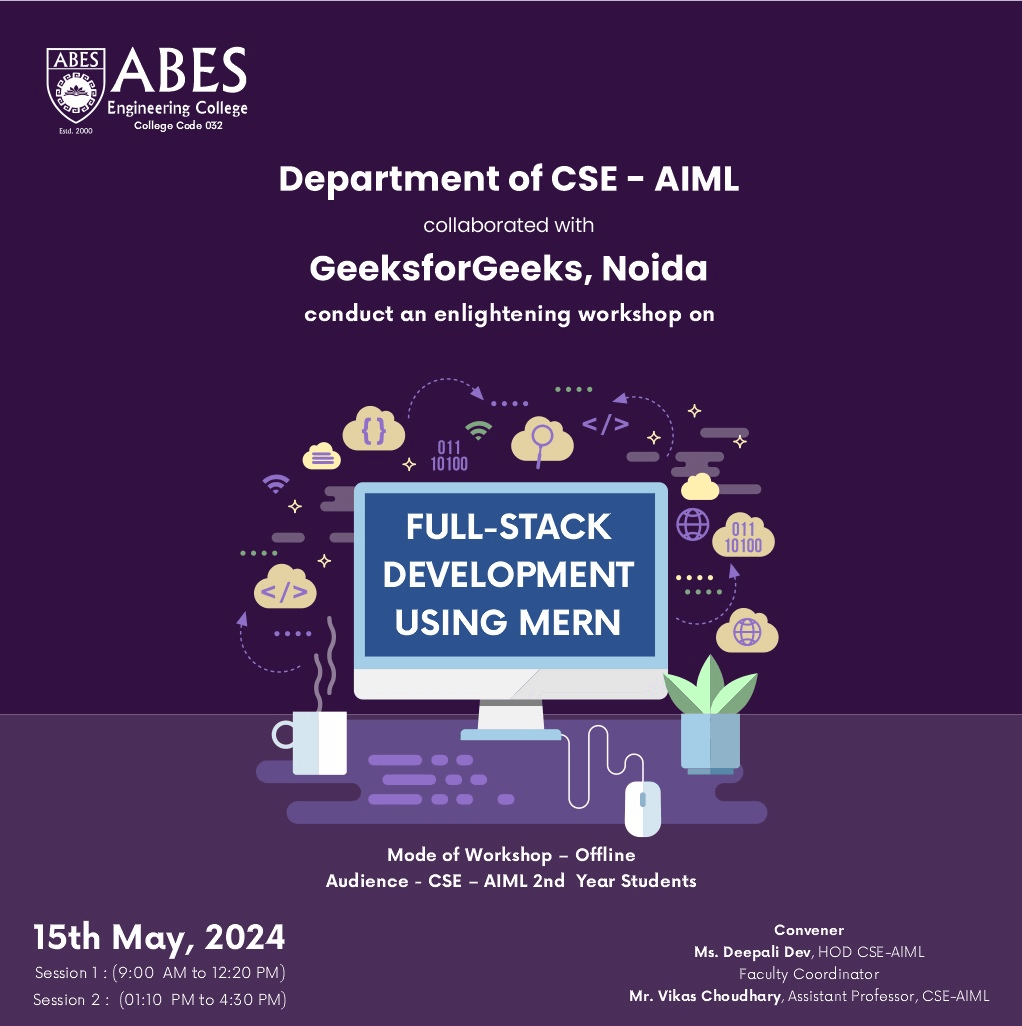 ABES
ABES
Engineering College
College Code 032
Estd. 2000
Department of CSE - AIML
collaborated with
GeeksforGeeks, Noida
conduct an enlightening workshop on
{ }
</>
011
10100
011
10100
</>
FULL-STACK
DEVELOPMENT
USING MERN
Mode of Workshop – Offline
Audience - CSE – AIML 2nd Year Students
15th May, 2024
Session 1 : (9:00 AM to 12:20 PM)
Session 2 : (01:10 PM to 4:30 PM)
Convener
Ms. Deepali Dev, HOD CSE-AIML
Faculty Coordinator
Mr. Vikas Choudhary, Assistant Professor, CSE-AIML